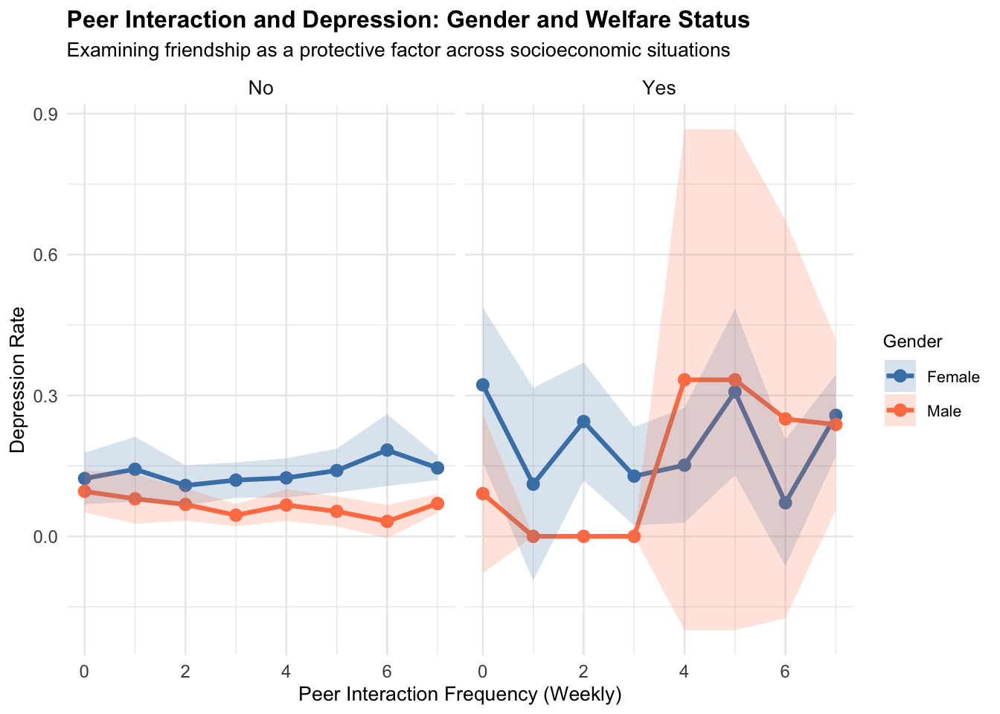 Peer Interaction and Depression: Gender and Welfare Status
Examining friendship as a protective factor across socioeconomic situations
No
Yes
0.9
0.6
0.3
0.0
Depression Rate
0 2 4 6
0 2 4 6
Peer Interaction Frequency (Weekly)
Gender
Female
Male